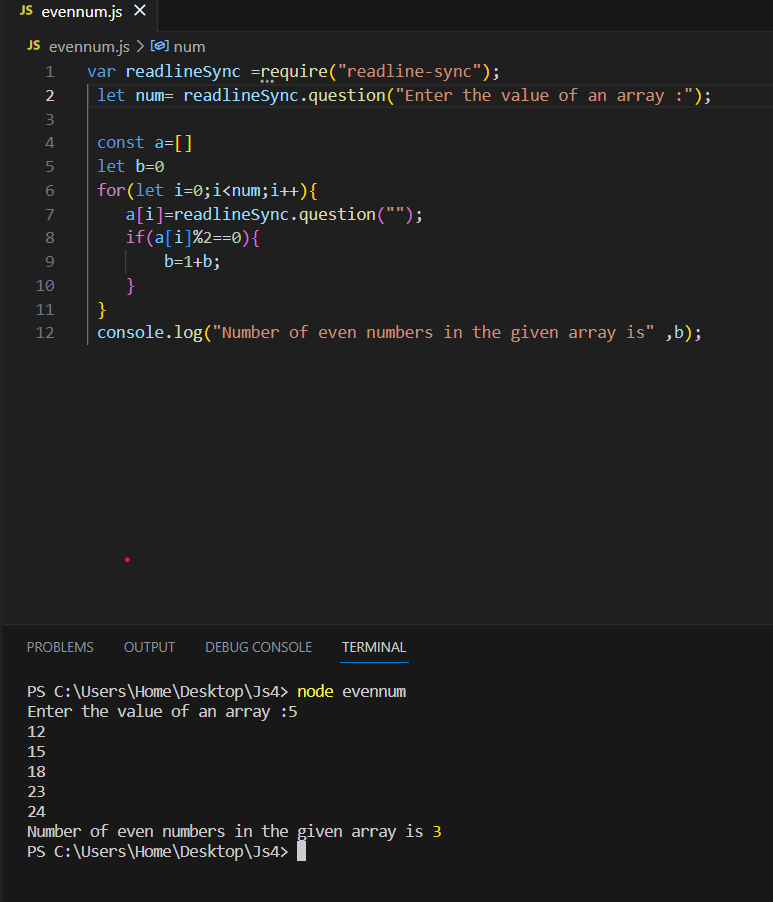 JS evennum.js ×
JS evennum.js > num
1 var readlineSync =require("readline-sync");
2 let num= readlineSync.question("Enter the value of an array :");
3
4 const a=[]
5 let b=0
6 for(let i=0;i<num;i++){
7 a[i]=readlineSync.question("");
8 if(a[i]%2==0){
9 b=1+b;
10 }
11 }
12 console.log("Number of even numbers in the given array is" ,b);
PROBLEMS OUTPUT DEBUG CONSOLE TERMINAL
PS C:\Users\Home\Desktop\Js4> node evennum
Enter the value of an array :5
12
15
18
23
24
Number of even numbers in the given array is 3
PS C:\Users\Home\Desktop\Js4>